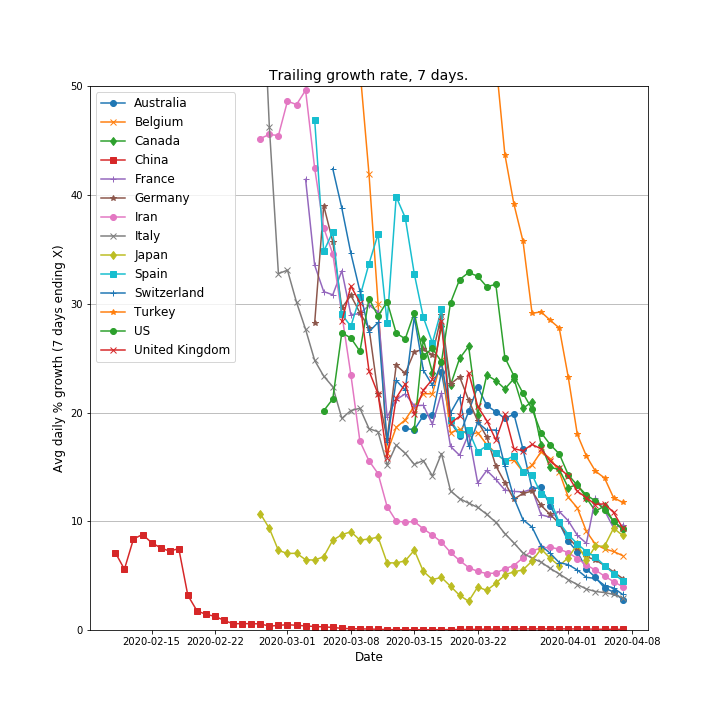 Trailing growth rate, 7 days.
Avg daily % growth (7 days ending X)
50
40
30
20
10
0
Australia
Belgium
Canada
China
France
Germany
Iran
Italy
Japan
Spain
Switzerland
Turkey
US
United Kingdom
2020-02-15 2020-02-22 2020-03-01 2020-03-08 2020-03-15 2020-03-22 2020-04-01 2020-04-08
Date